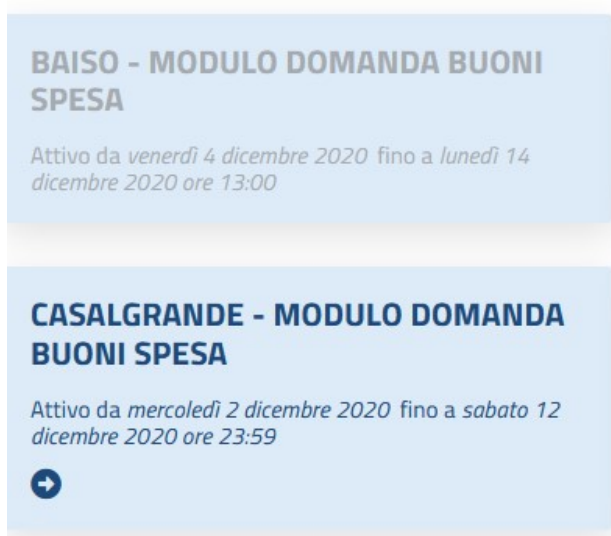 BAISO - MODULO DOMANDA BUONI
SPESA
Attivo da venerdì 4 dicembre 2020 fino a lunedì 14
dicembre 2020 ore 13:00
CASALGRANDE - MODULO DOMANDA
BUONI SPESA
Attivo da mercoledì 2 dicembre 2020 fino a sabato 12
dicembre 2020 ore 23:59